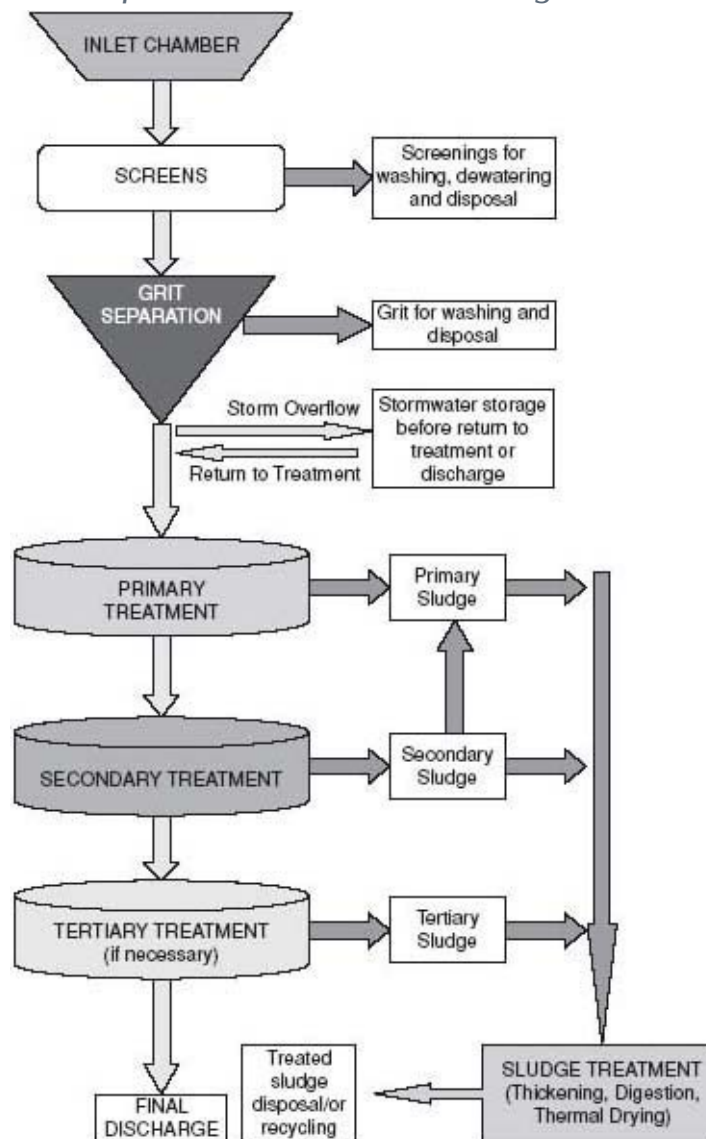 INLET CHAMBER
SCREENS
Screenings for
washing, dewatering
and disposal
GRIT
SEPARATION
Grit for washing and
disposal
Storm Overflow
Return to Treatment
Stormwater storage
before return to
treatment or
discharge
PRIMARY
TREATMENT
Primary
Sludge
SECONDARY TREATMENT
Secondary
Sludge
TERTIARY TREATMENT
(if necessary)
Tertiary
Sludge
FINAL
DISCHARGE
Treated
sludge
disposal/or
recycling
SLUDGE TREATMENT
(Thickening, Digestion,
Thermal Drying)